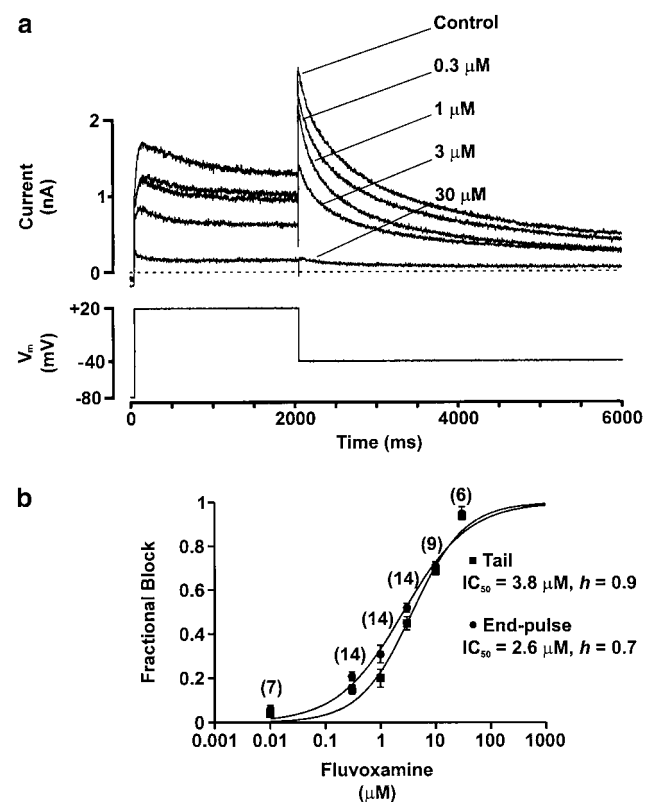 a
Control
0.3 μM
1 μM
3 μM
30 μM
2
1
0
Current
(nA)
+20
-40
-80
Vm
(mV)
0
2000
4000
6000
Time (ms)
b
1
0.8
0.6
0.4
0.2
0
Fractional Block
(7)
(14)
(14)
(14)
(9)
(6)
Tail
IC50 = 3.8 μM, h = 0.9
End-pulse
IC50 = 2.6 μM, h = 0.7
0.001
0.01
0.1
1
10
100
1000
Fluvoxamine
(μM)